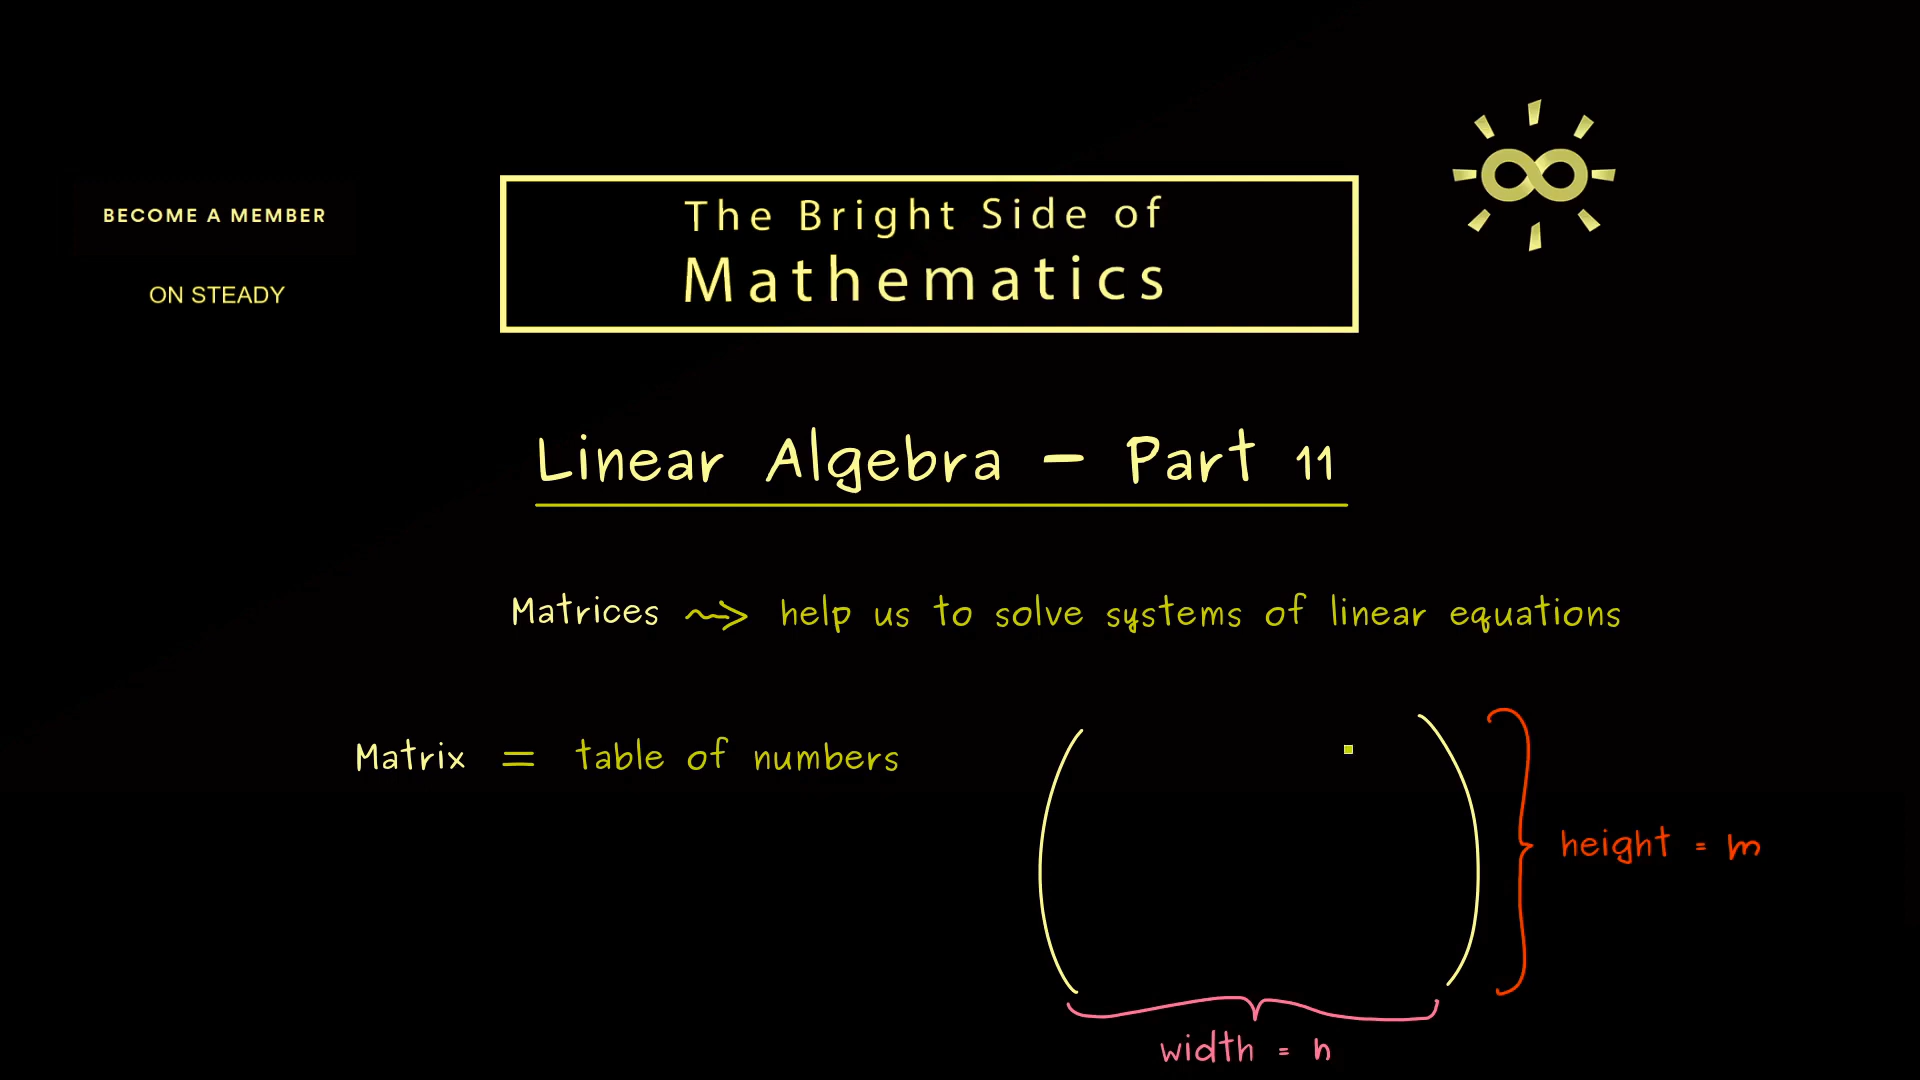 BECOME A MEMBER
ON STEADY
The Bright Side of
Mathematics
Linear Algebra – Part 11
Matrices ⇝ help us to solve systems of linear equations
Matrix = table of numbers
height = m
width = n